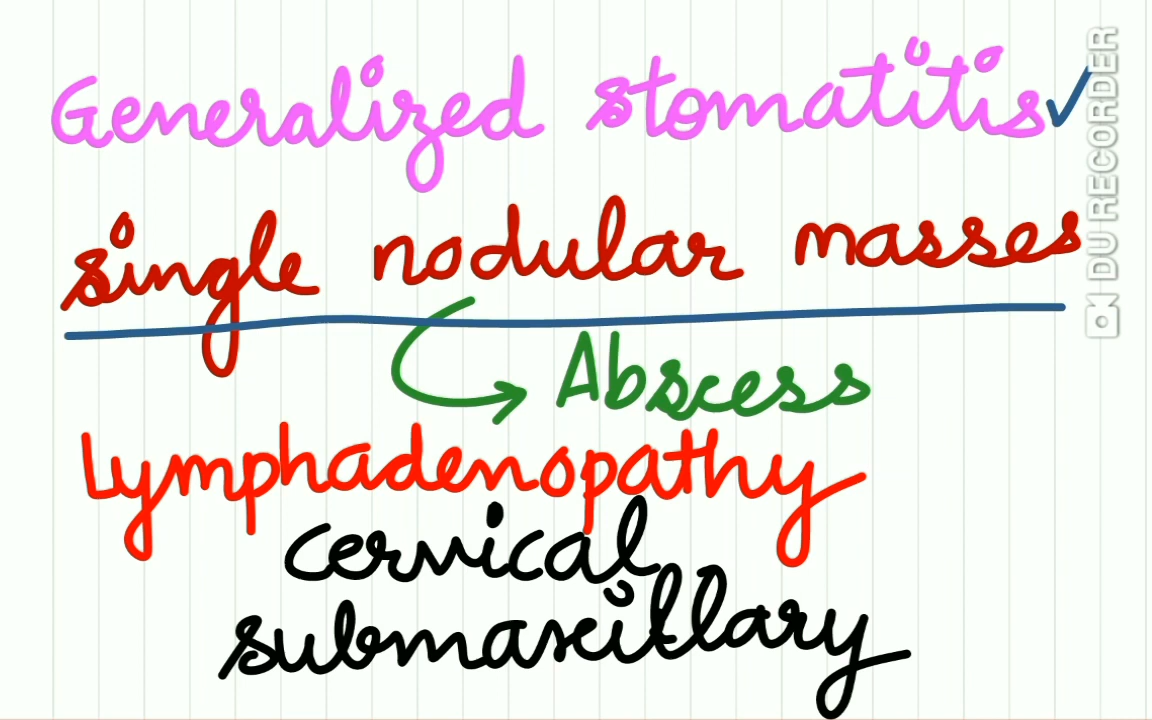 Generalized stomatitis✓
single nodular masses
→ Abscess
Lymphadenopathy
cervical
submaxillary
DU RECORDER